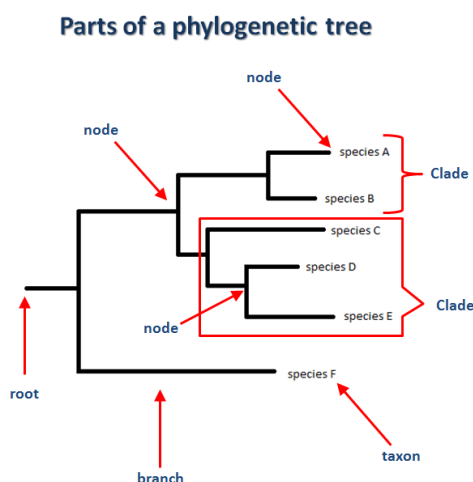 Parts of a phylogenetic tree
node
node
species A
Clade
species B
species C
species D
node
species E
Clade
species F
root
taxon
branch